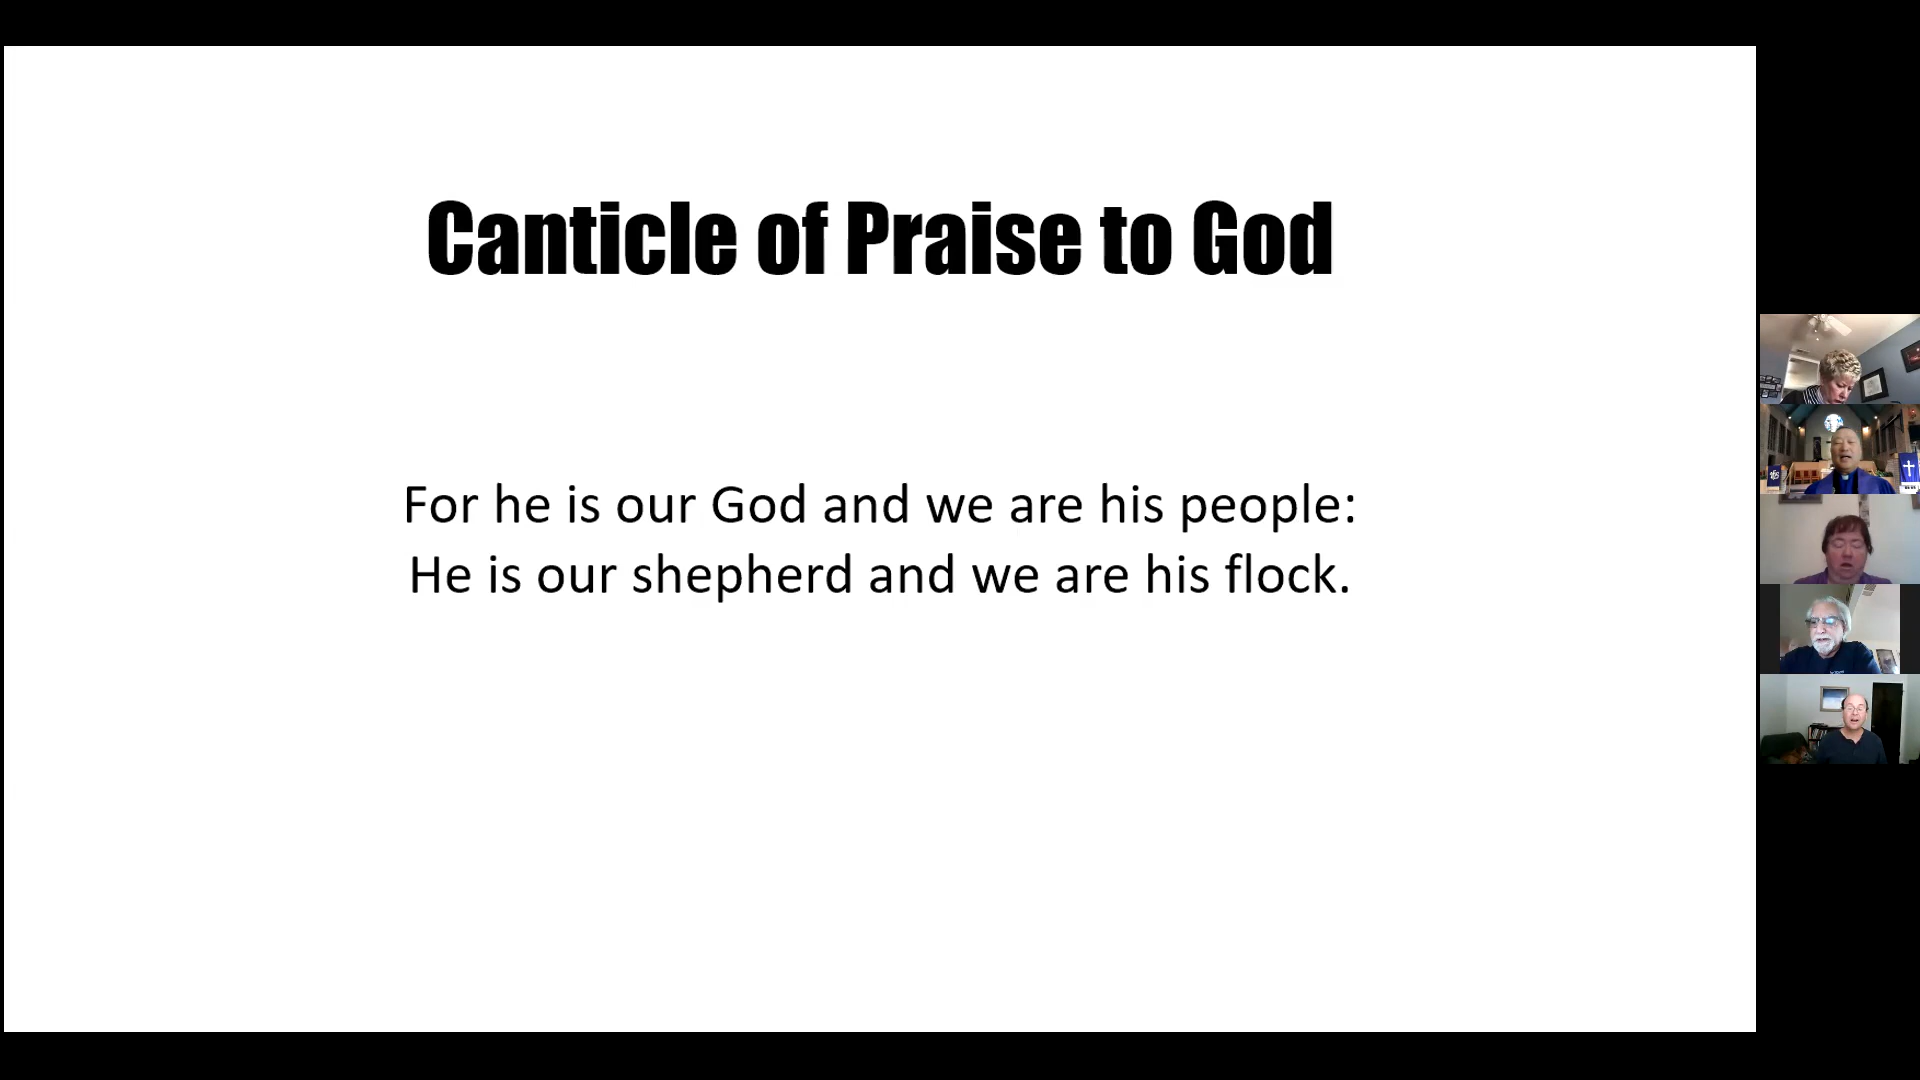 Canticle of Praise to God
For he is our God and we are his people:
He is our shepherd and we are his flock.